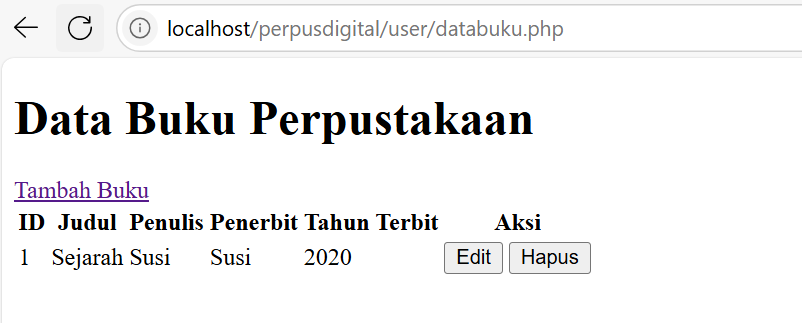 localhost/perpusdigital/user/databuku.php
Data Buku Perpustakaan
Tambah Buku
ID Judul Penulis Penerbit Tahun Terbit Aksi
1 Sejarah Susi Susi 2020 Edit Hapus